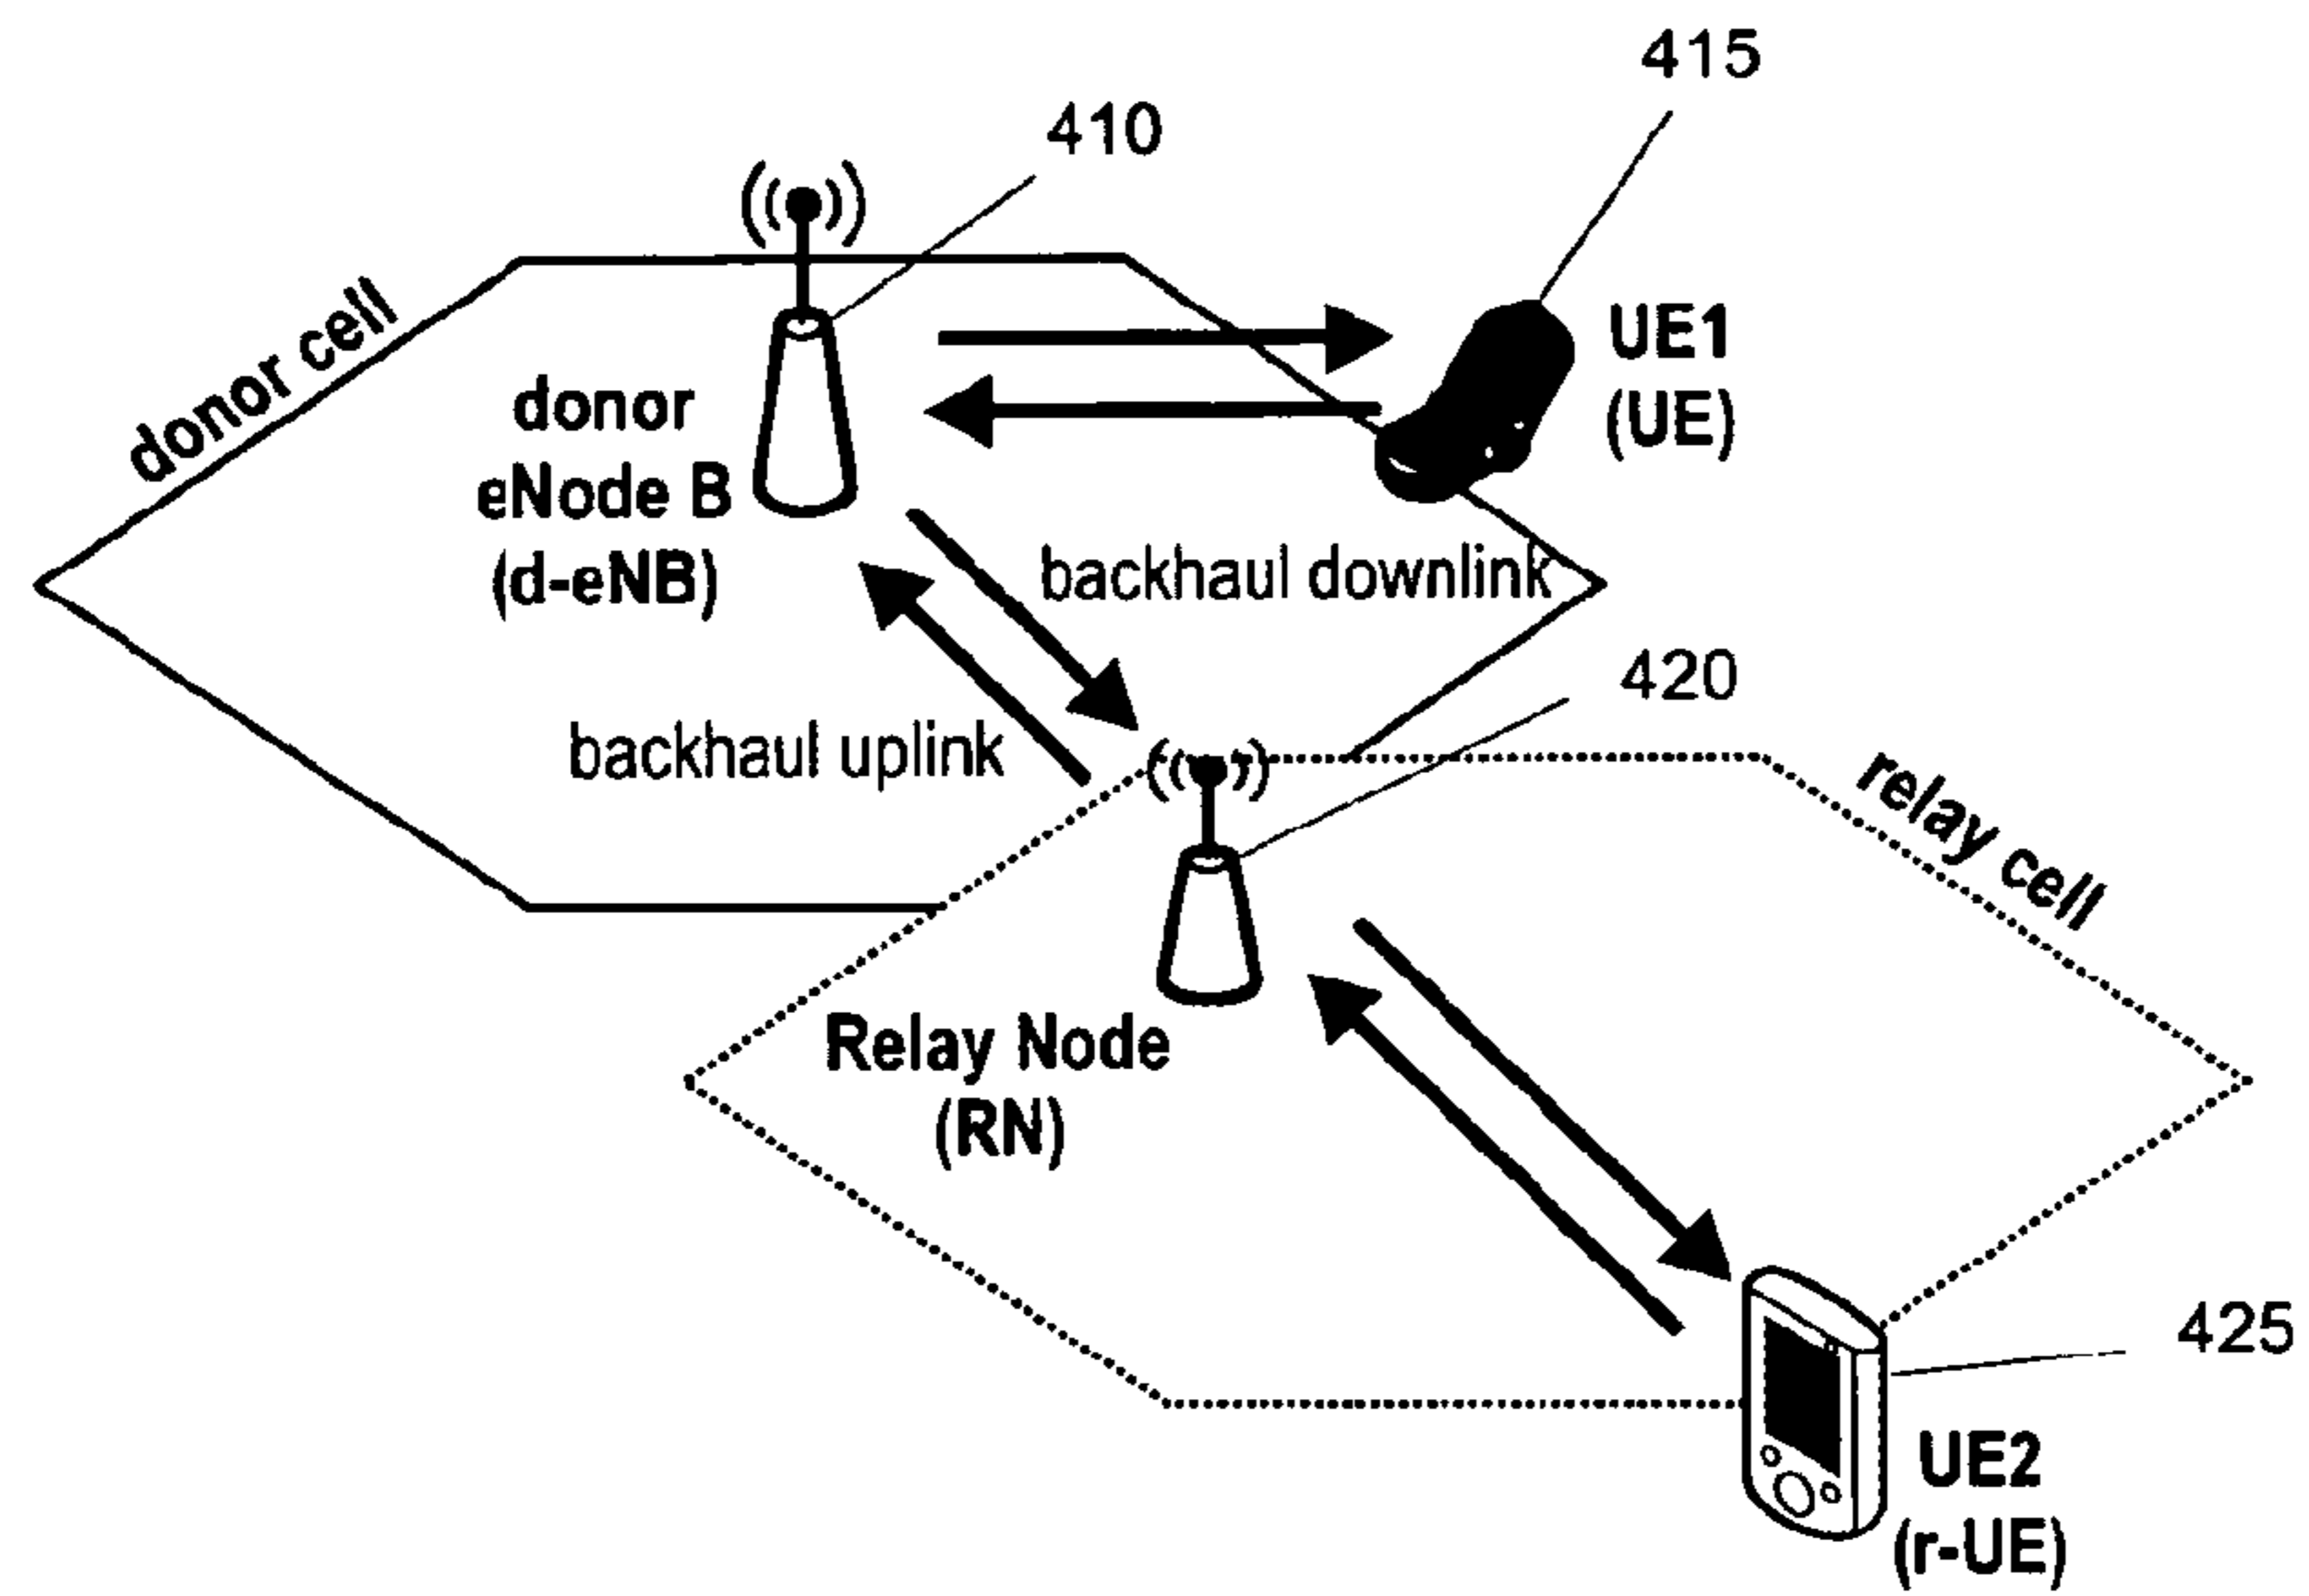 415
410
donor cell
UE1
(UE)
donor
eNode B
(d-eNB)
backhaul downlink
420
backhaul uplink
relay cell
Relay Node
(RN)
425
UE2
(r-UE)